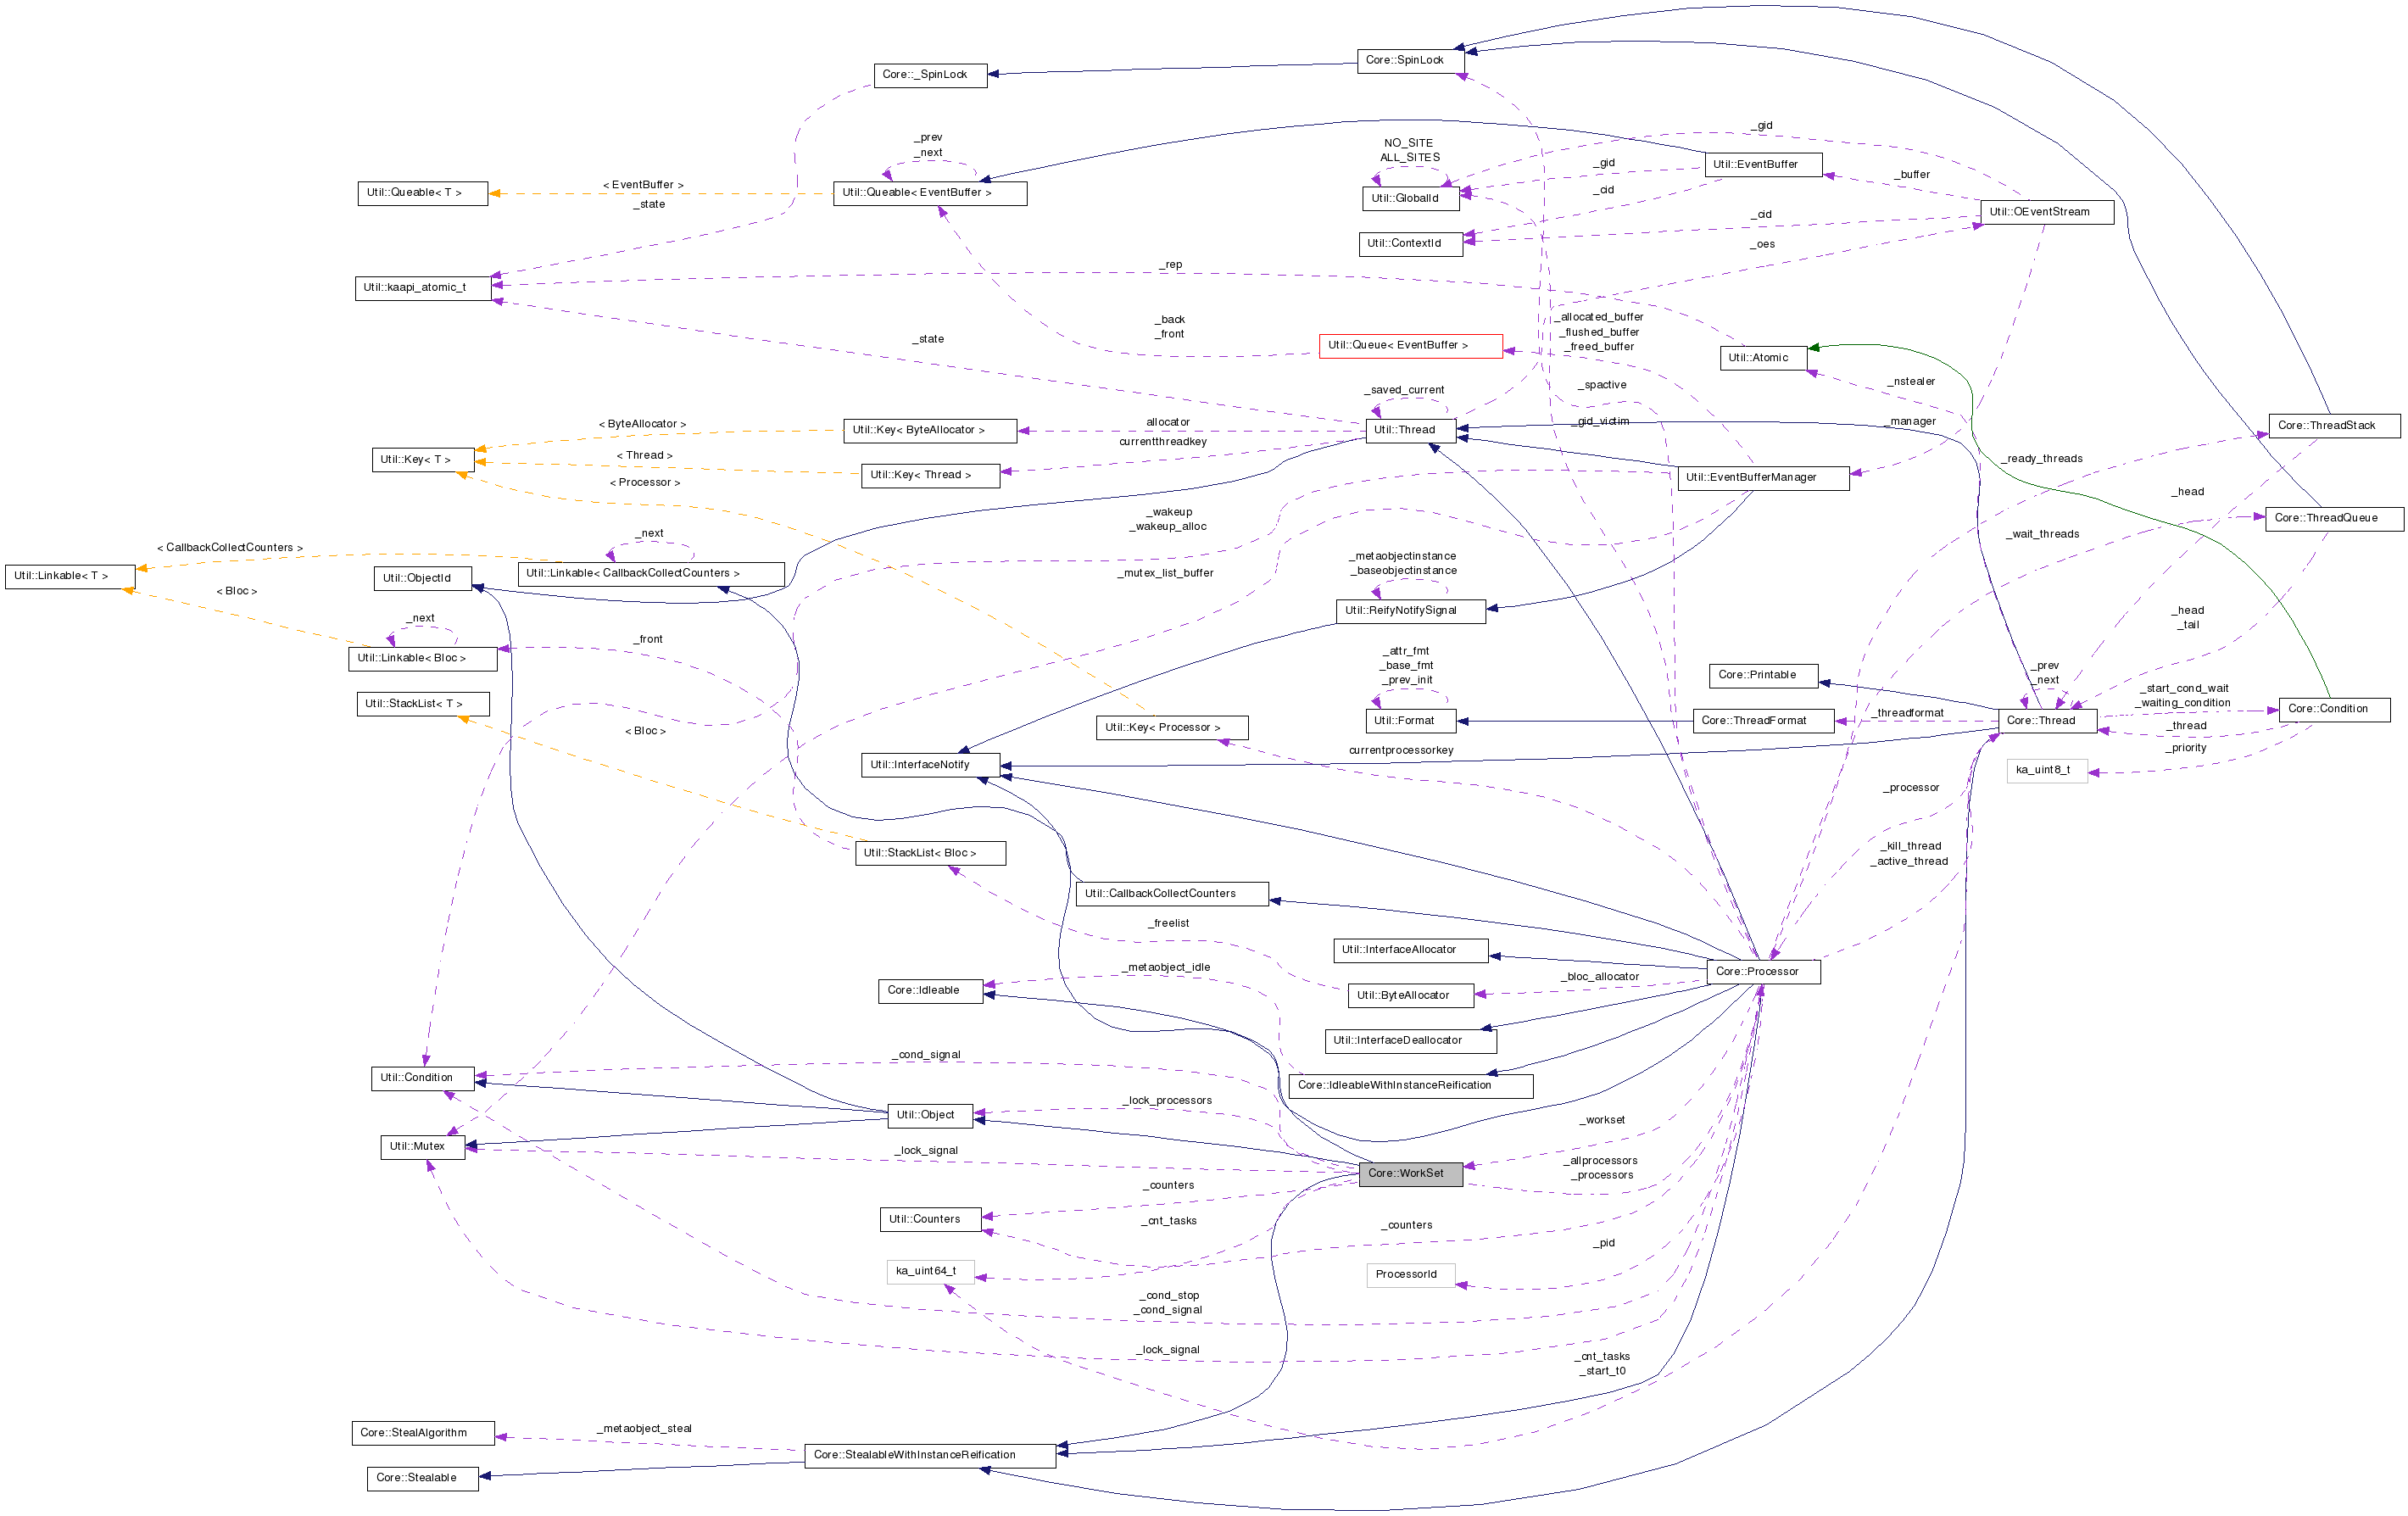 Core::SpinLock
Core::_SpinLock
_prev
_next
_gid
NO_SITE
ALL_SITES
Util::EventBuffer
_gid
_buffer
Util::Queable< T >
< EventBuffer >
Util::Queable< EventBuffer >
_cid
Util::GlobalId
_state
_cid
Util::OEventStream
Util::ContextId
_oes
_rep
Util::kaapi_atomic_t
_back
_front
_allocated_buffer
_flushed_buffer
_freed_buffer
_state
Util::Queue< EventBuffer >
Util::Atomic
_saved_current
_spactive
_nstealer
< ByteAllocator >
Util::Key< ByteAllocator >
allocator
Util::Thread
_gid_victim
_manager
Core::ThreadStack
currentthreadkey
Util::Key< T >
< Thread >
Util::Key< Thread >
_ready_threads
< Processor >
Util::EventBufferManager
_head
_wakeup
_wakeup_alloc
Core::ThreadQueue
_next
_wait_threads
< CallbackCollectCounters >
_metaobjectinstance
_baseobjectinstance
Util::Linkable< T >
Util::ObjectId
Util::Linkable< CallbackCollectCounters >
_mutex_list_buffer
< Bloc >
Util::ReifyNotifySignal
_head
_tail
_next
_front
Util::Linkable< Bloc >
_attr_fmt
_base_fmt
_prev_init
Core::Printable
_prev
_next
_start_cond_wait
_waiting_condition
Util::StackList< T >
Core::Condition
< Bloc >
Util::Key< Processor >
Util::Format
Core::ThreadFormat
_threadformat
Core::Thread
_thread
_priority
currentprocessorkey
Util::InterfaceNotify
ka_uint8_t
_processor
Util::StackList< Bloc >
_kill_thread
_active_thread
Util::CallbackCollectCounters
_freelist
Util::InterfaceAllocator
_metaobject_idle
_bloc_allocator
Core::Processor
Core::Idleable
Util::ByteAllocator
Util::InterfaceDeallocator
_cond_signal
Util::Condition
Core::IdleableWithInstanceReification
_lock_processors
Util::Object
_workset
Util::Mutex
_lock_signal
_allprocessors
_processors
Core::WorkSet
_counters
Util::Counters
_cnt_tasks
_counters
_pid
ka_uint64_t
ProcessorId
_cond_stop
_cond_signal
_lock_signal
_cnt_tasks
_start_t0
_metaobject_steal
Core::StealAlgorithm
Core::StealableWithInstanceReification
Core::Stealable